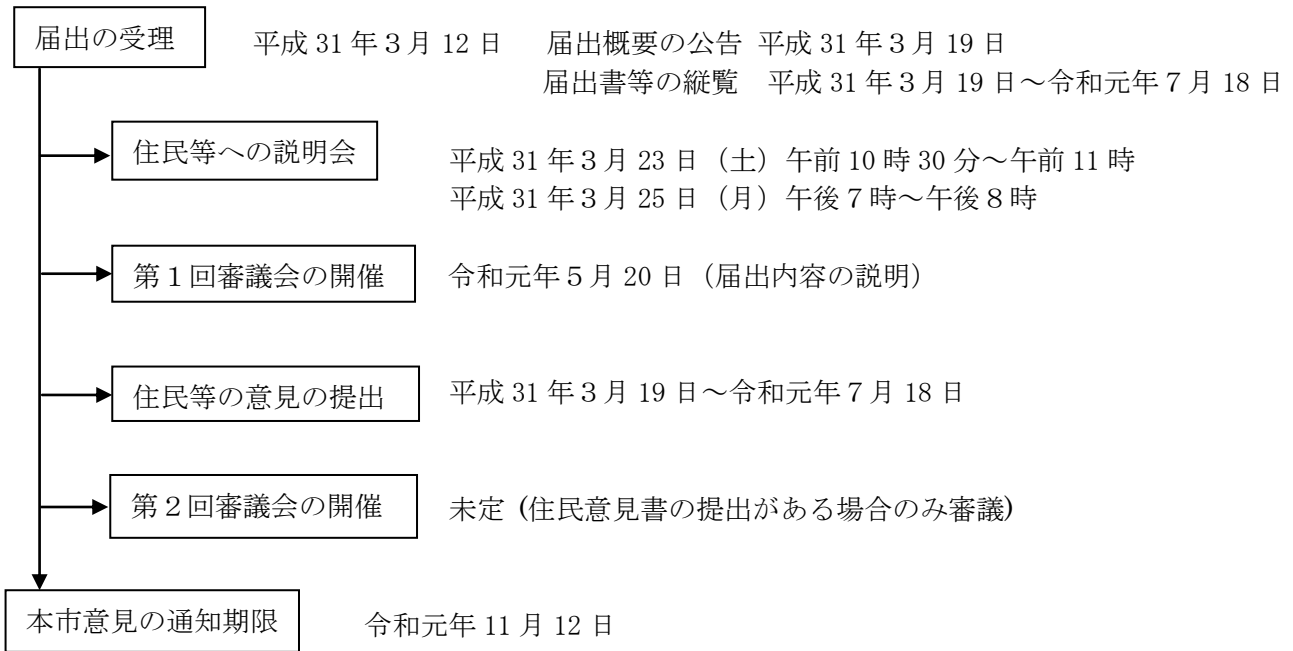 届出の受理 平成 31 年３月 12 日 届出概要の公告 平成 31 年３月 19 日
届出書等の縦覧 平成 31 年３月 19 日～令和元年７月 18 日
住民等への説明会 平成 31 年３月 23 日（土）午前 10 時 30 分～午前 11 時
平成 31 年３月 25 日（月）午後７時～午後８時
第１回審議会の開催 令和元年５月 20 日（届出内容の説明）
住民等の意見の提出 平成 31 年３月 19 日～令和元年７月 18 日
第２回審議会の開催 未定 (住民意見書の提出がある場合のみ審議)
本市意見の通知期限 令和元年 11 月 12 日